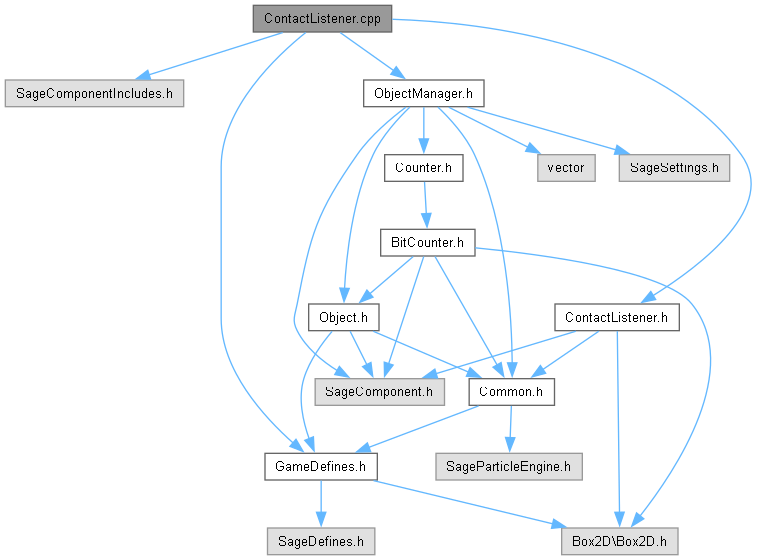 ContactListener.cpp
SageComponentIncludes.h
ObjectManager.h
Counter.h
vector
SageSettings.h
BitCounter.h
Object.h
ContactListener.h
SageComponent.h
Common.h
GameDefines.h
SageParticleEngine.h
SageDefines.h
Box2D\Box2D.h